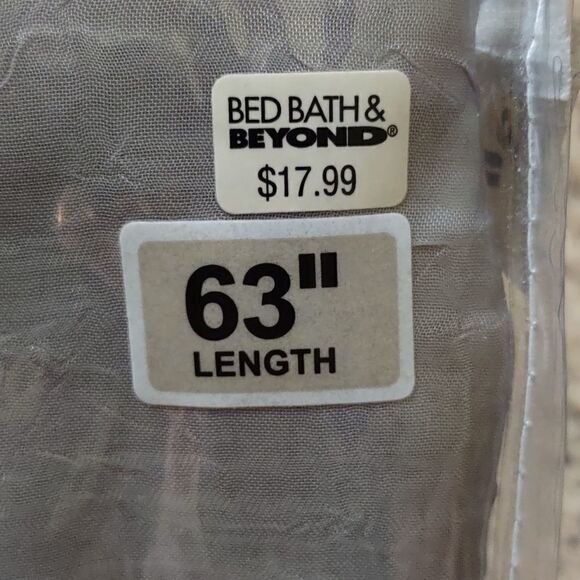 BED BATH &
BEYOND®
$17.99
63"
LENGTH